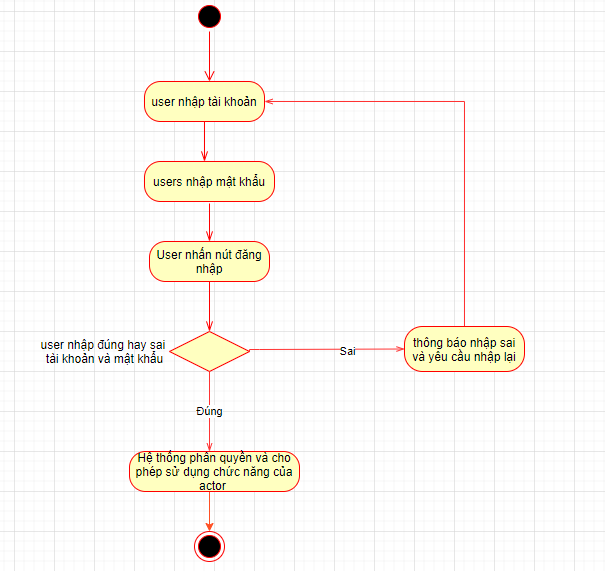 user nhập tài khoản
users nhập mật khẩu
User nhấn nút đăng
nhập
user nhập đúng hay sai
tài khoản và mật khẩu
Sai
thông báo nhập sai
và yêu cầu nhập lại
Đúng
Hệ thống phân quyền và cho
phép sử dụng chức năng của
actor